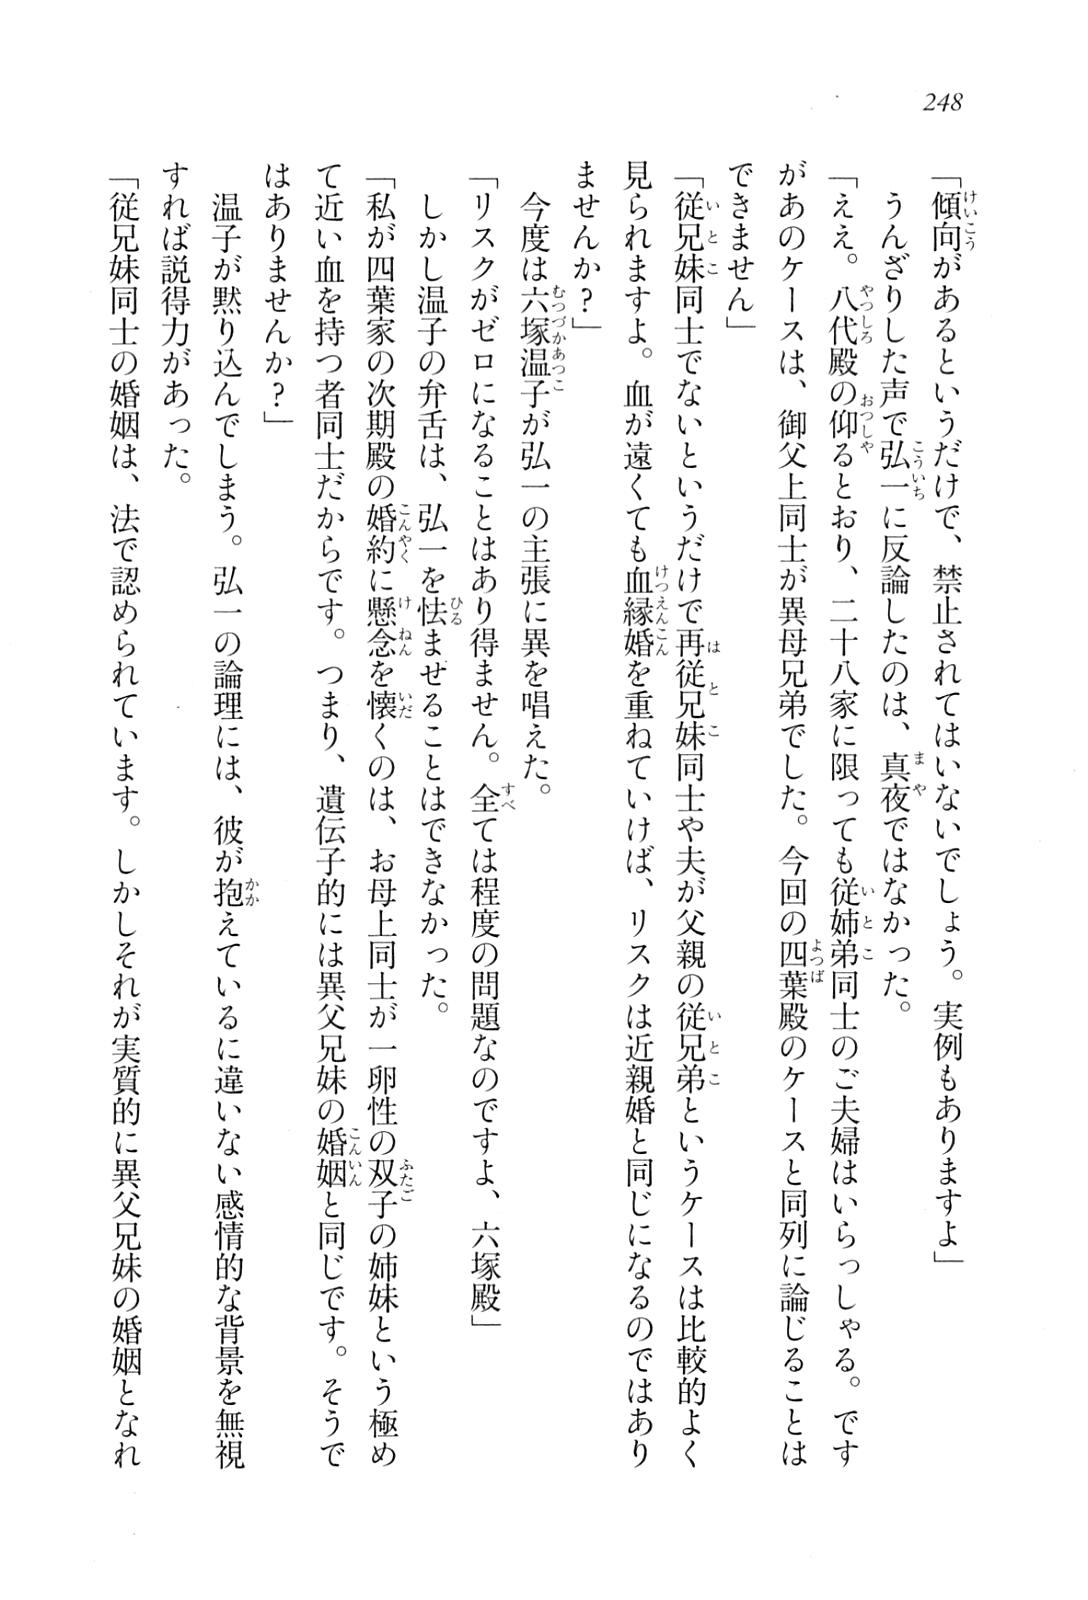 248
「傾向があるというだけで、禁止されてはいないでしょう。実例もありますよ」
うんざりした声で弘一に反論したのは、真夜ではなかった。
「ええ。八代殿の仰るとおり、二十八家に限っても従姉弟同士のご夫婦はいらっしゃる。です
があのケースは、御父上同士が異母兄弟でした。今回の四葉殿のケースと同列に論じることは
できません」
「従兄妹同士でないというだけで再従兄妹同士や夫が父親の従兄弟というケースは比較的よく
見られますよ。血が遠くても血縁婚を重ねていけば、リスクは近親婚と同じになるのではあり
ませんか？」
今度は六塚温子が弘一の主張に異を唱えた。
「リスクがゼロになることはあり得ません。全ては程度の問題なのですよ、六塚殿」
しかし温子の弁舌は、弘一を怯ませることはできなかった。
「私が四葉家の次期殿の婚約に懸念を懐くのは、お母上同士が一卵性の双子の姉妹という極め
て近い血を持つ者同士だからです。つまり、遺伝子的には異父兄妹の婚姻と同じです。そうで
はありませんか？」
温子が黙り込んでしまう。弘一の論理には、彼が抱えているに違いない感情的な背景を無視
すれば説得力があった。
「従兄妹同士の婚姻は、法で認められています。しかしそれが実質的に異父兄妹の婚姻となれ